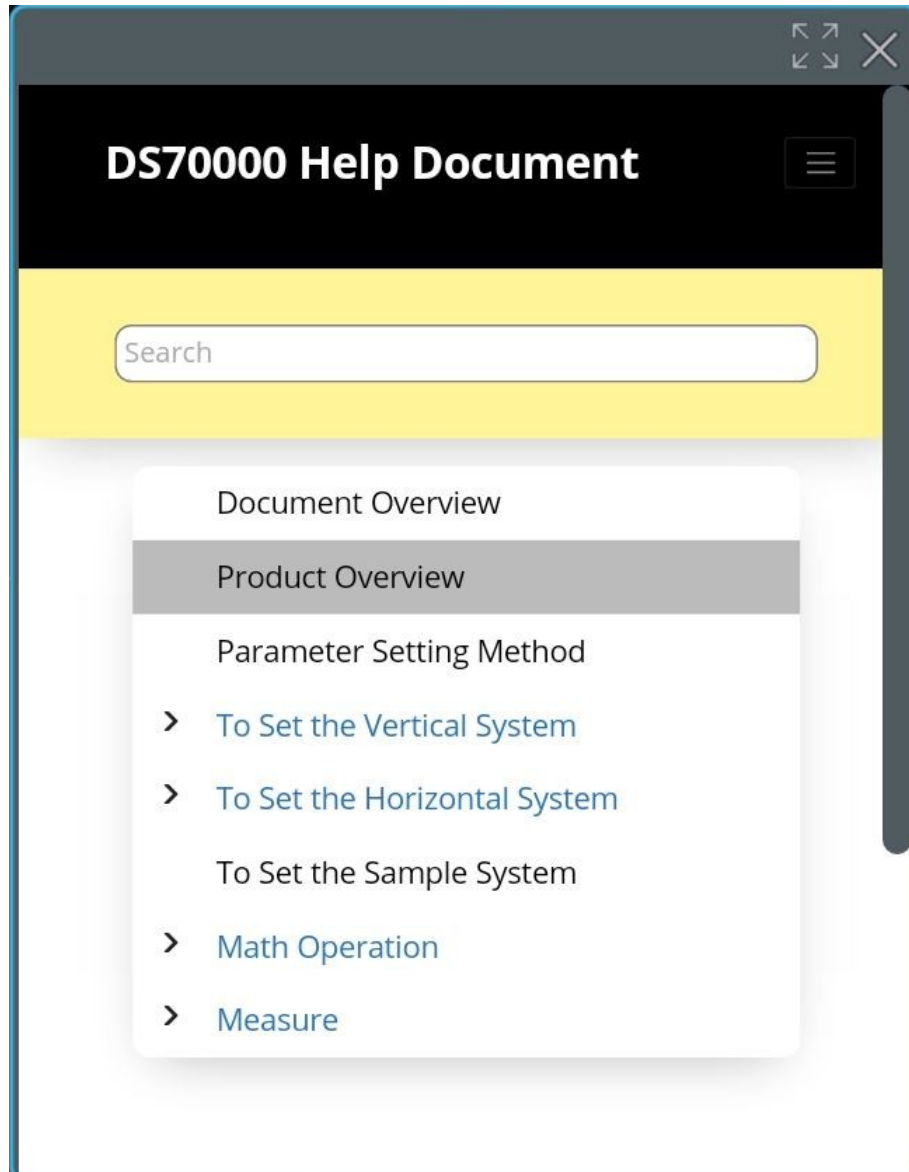 DS70000 Help Document
Search
Document Overview
Product Overview
Parameter Setting Method
To Set the Vertical System
To Set the Horizontal System
To Set the Sample System
Math Operation
Measure